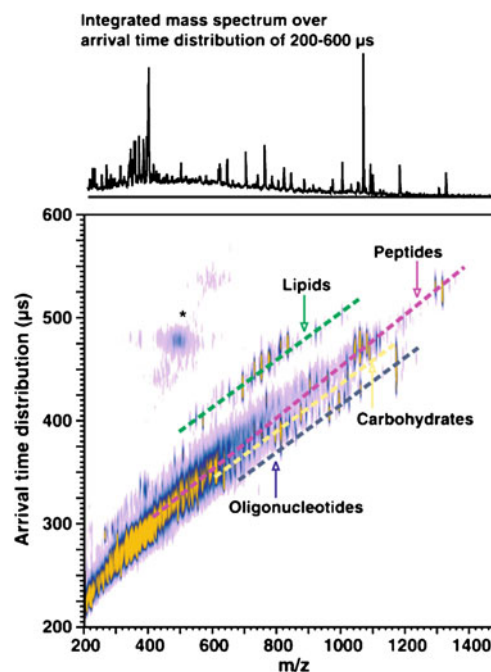 Integrated mass spectrum over
arrival time distribution of 200-600 µs
600
500
400
300
200
Arrival time distribution (µs)
Peptides
Lipids
*
Carbohydrates
Oligonucleotides
200 400 600 800 1000 1200 1400
m/z